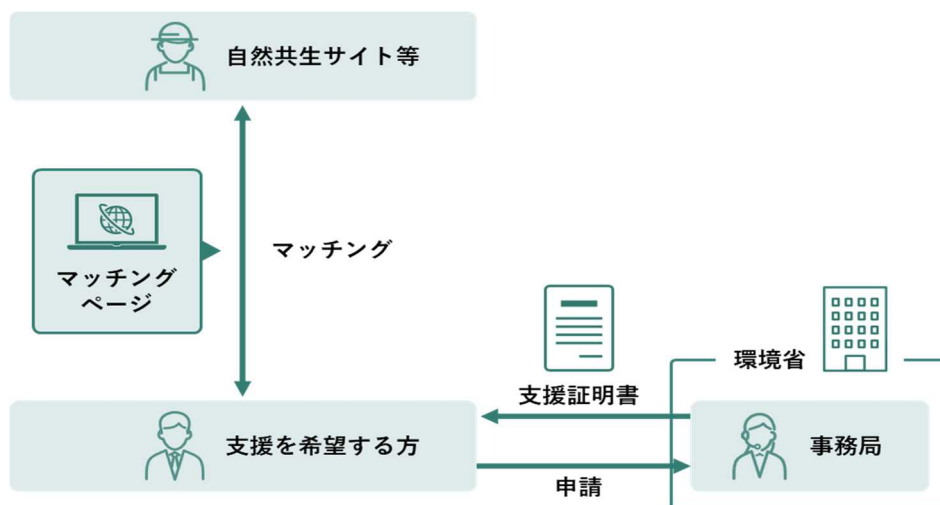 自然共生サイト等
マッチング
マッチング
ページ
環境省
支援証明書
支援を希望する方
事務局
申請